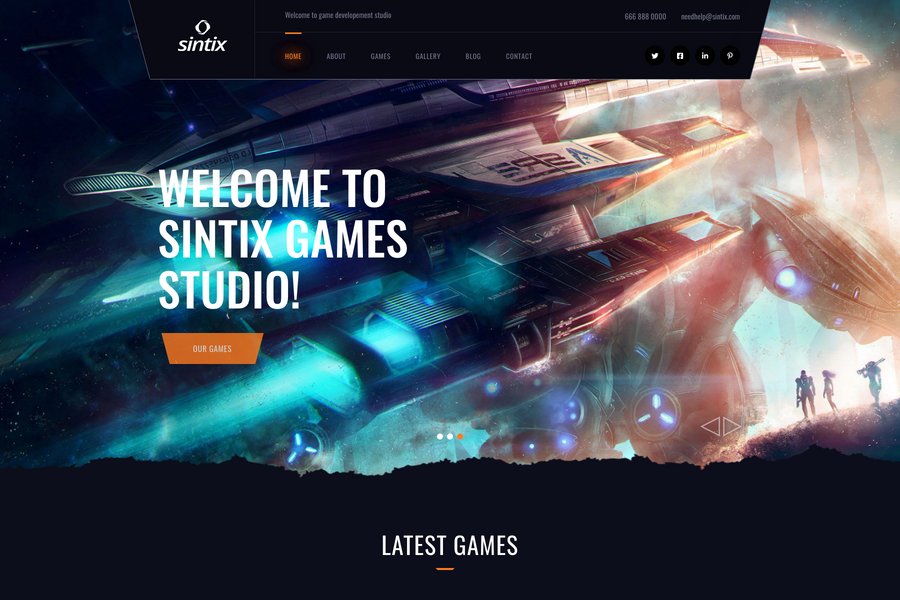 sintix
Welcome to game developement studio
666 888 0000
needhelp@sintix.com
HOME
ABOUT
GAMES
GALLERY
BLOG
CONTACT
WELCOME TO
SINTIX GAMES
STUDIO!
OUR GAMES
LATEST GAMES